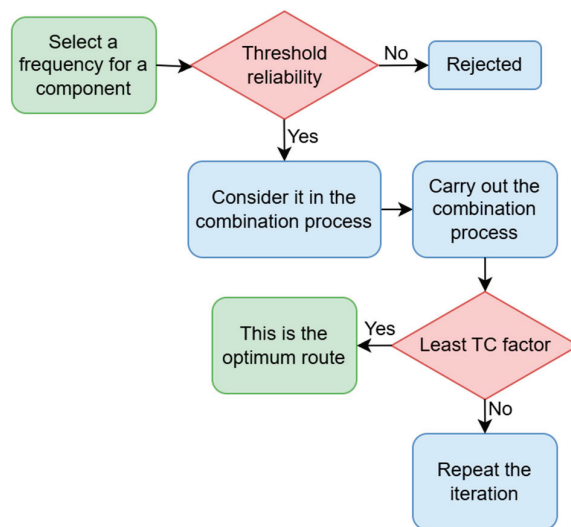 Select a
frequency for a
component
Threshold
reliability
No
Rejected
Yes
Consider it in the
combination process
Carry out the
combination
process
This is the
optimum route
Yes
Least TC factor
No
Repeat the
iteration